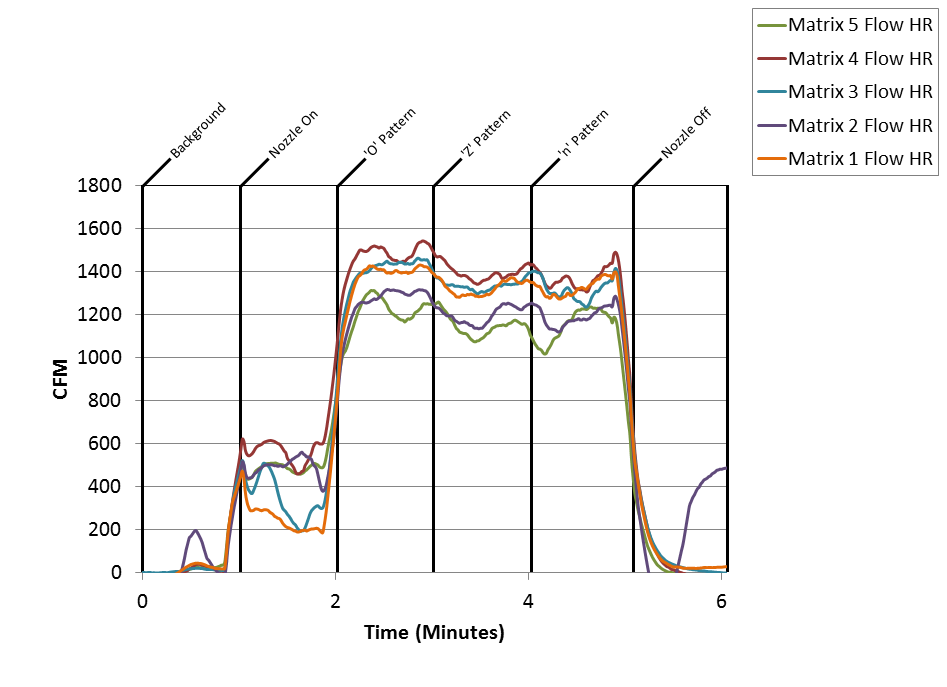 Matrix 5 Flow HR
Matrix 4 Flow HR
Matrix 3 Flow HR
Matrix 2 Flow HR
Matrix 1 Flow HR
Background
Nozzle On
'O' Pattern
'Z' Pattern
'n' Pattern
Nozzle Off
1800
1600
1400
1200
1000
800
600
400
200
0
CFM
0 2 4 6
Time (Minutes)